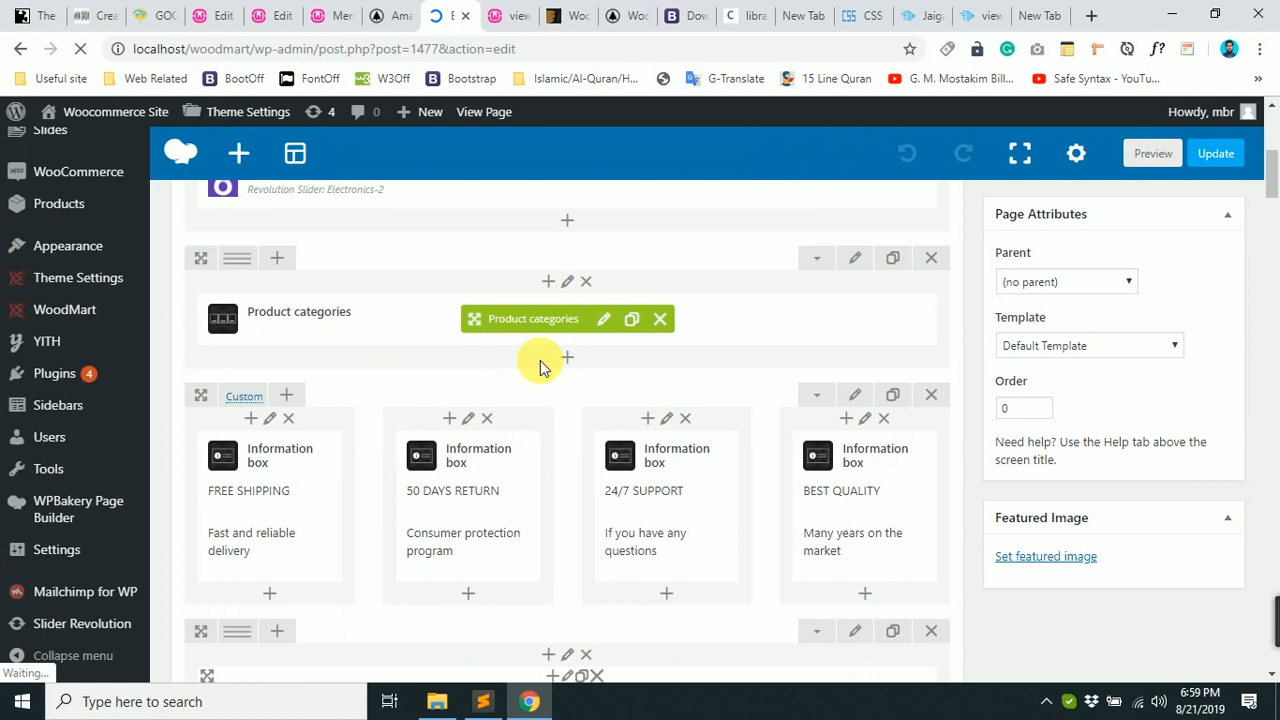 The
Crea
GOC
Edit
Edit
Mer
Ama
E
view
Woo
Woc
Dow
libra
New Tab
CSS
Jaig
view
New Tab
localhost/woodmart/wp-admin/post.php?post=1477&action=edit
Useful site
Web Related
BootOff
FontOff
W3Off
Bootstrap
Islamic/Al-Quran/H...
G-Translate
15 Line Quran
G. M. Mostakim Bill...
Safe Syntax - YouTu...
»
Woocommerce Site
Theme Settings
4
0
New
View Page
Howdy, mbr
Slides
WooCommerce
Products
Appearance
Theme Settings
WoodMart
YITH
Plugins 4
Sidebars
Users
Tools
WPBakery Page
Builder
Settings
Mailchimp for WP
Slider Revolution
Collapse menu
Preview
Update
Revolution Slider: Electronics-2
Product categories
Product categories
Custom
Information
box
FREE SHIPPING
Fast and reliable
delivery
Information
box
50 DAYS RETURN
Consumer protection
program
Information
box
24/7 SUPPORT
If you have any
questions
Information
box
BEST QUALITY
Many years on the
market
Page Attributes
Parent
(no parent)
Template
Default Template
Order
0
Need help? Use the Help tab above the
screen title.
Featured Image
Set featured image
Waiting...
Type here to search
6:59 PM
8/21/2019